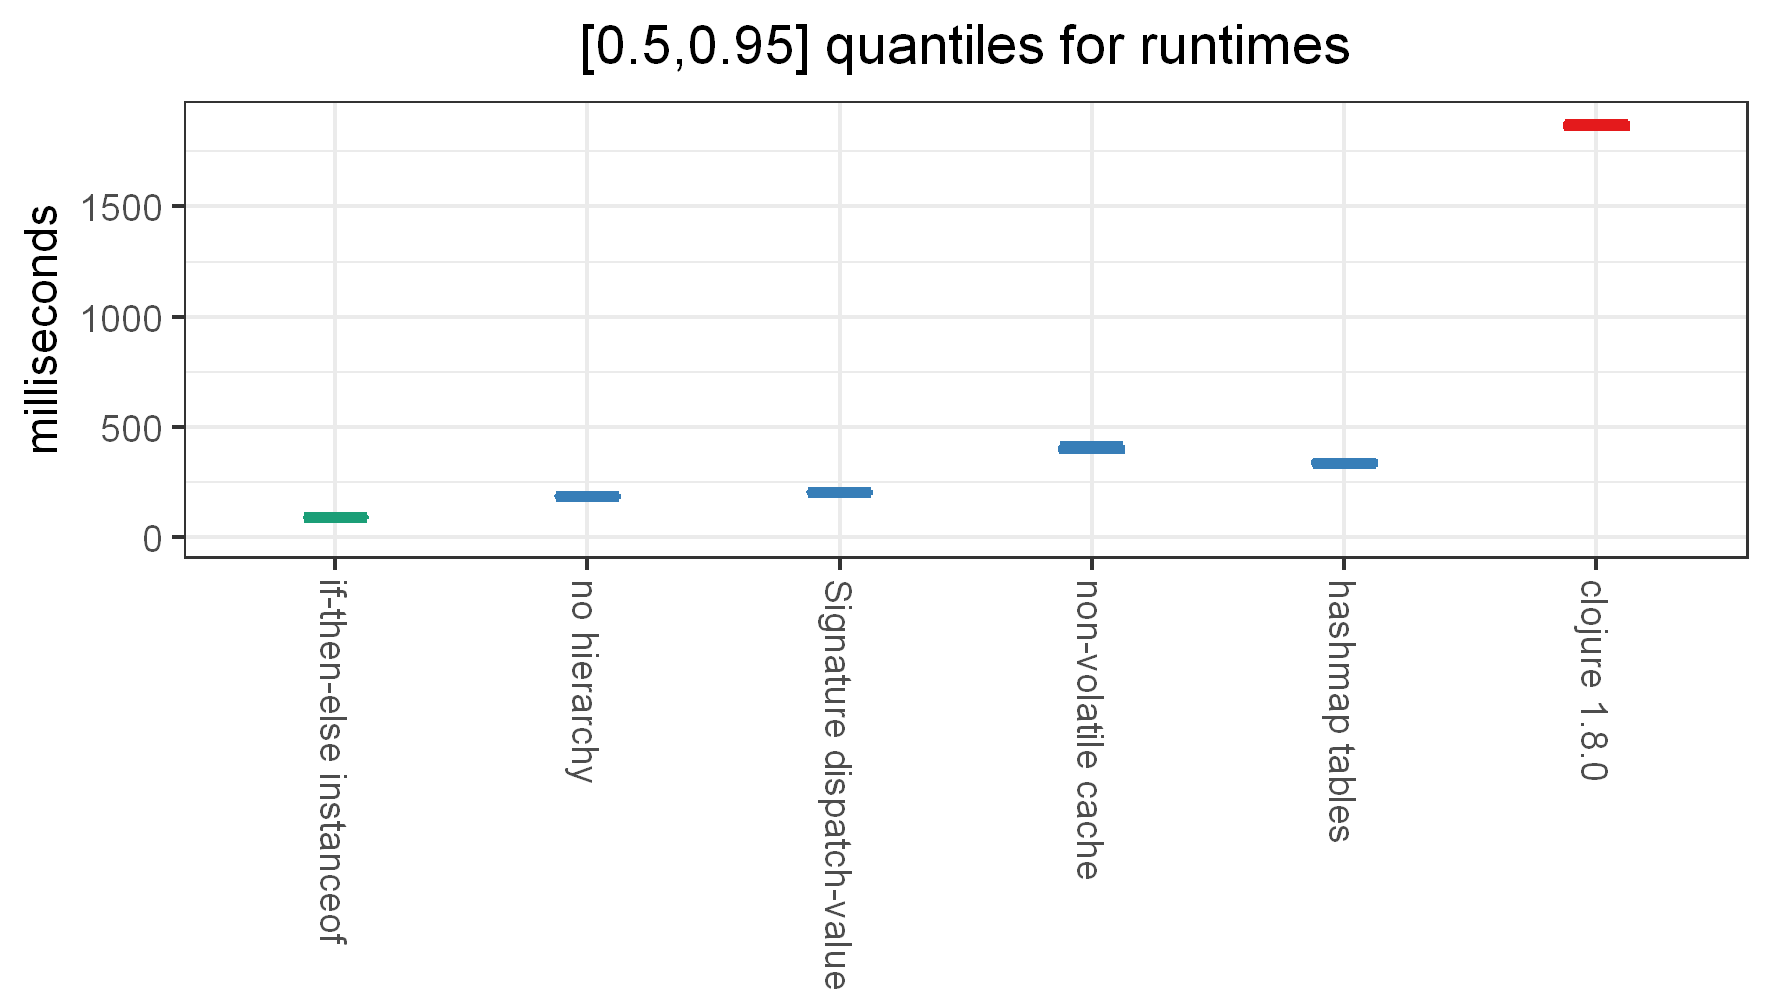 [0.5,0.95] quantiles for runtimes
milliseconds
1500
1000
500
0
if-then-else instanceof
no hierarchy
Signature dispatch-value
non-volatile cache
hashmap tables
clojure 1.8.0